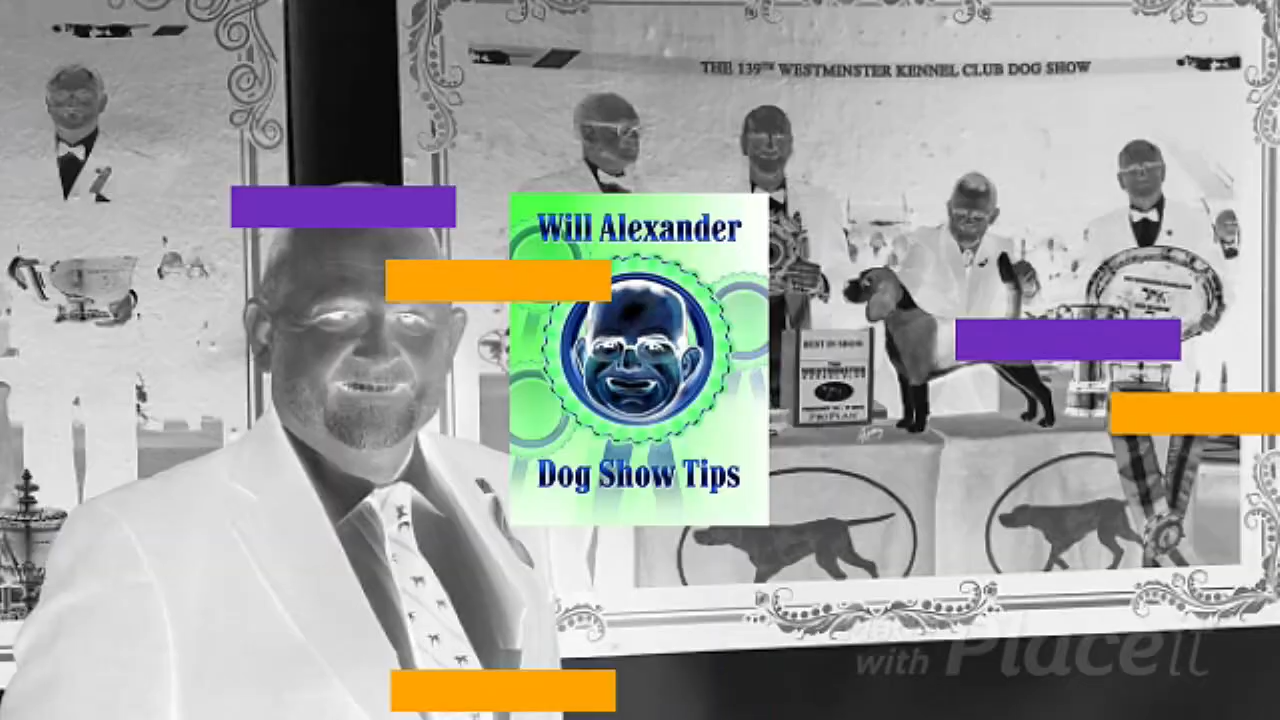 THE 139TH WESTMINSTER KENNEL CLUB DOG SHOW
Will Alexander
BEST IN SHOW
Dog Show Tips
with Placeit